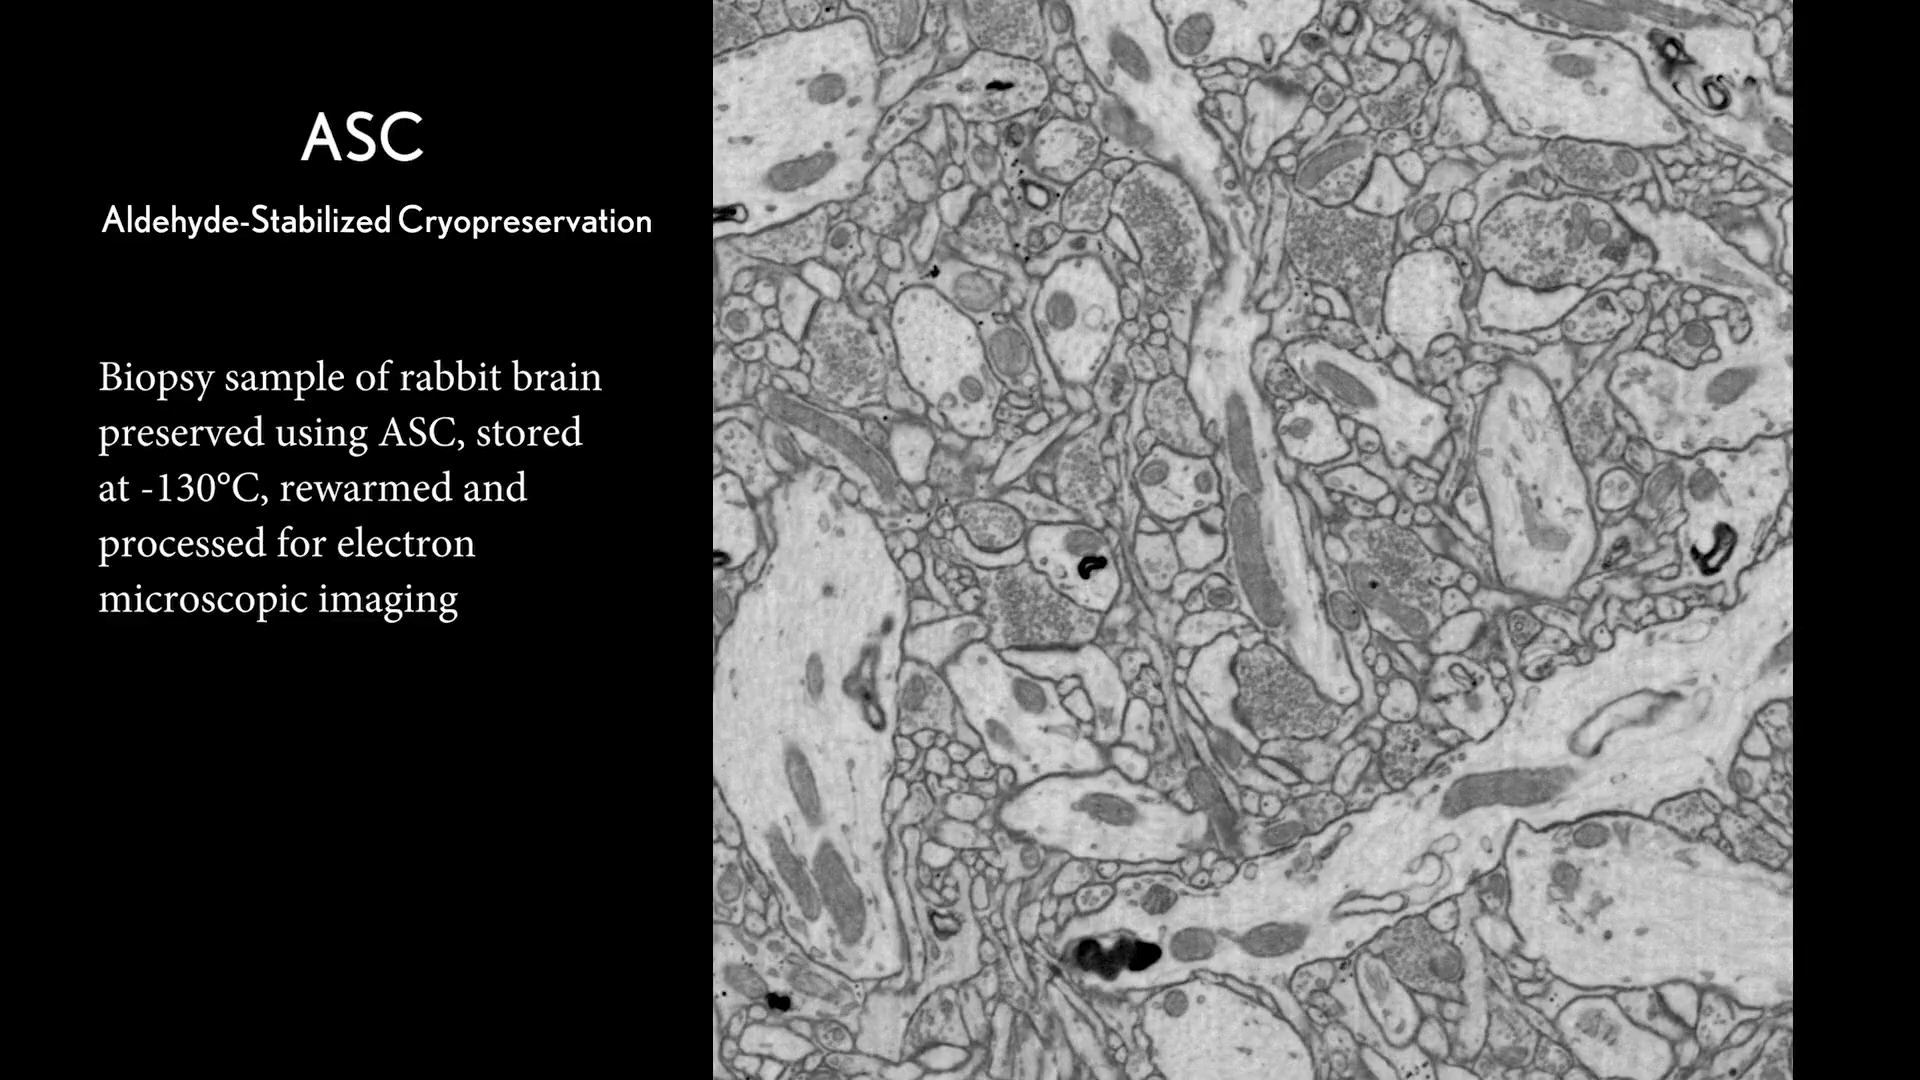 ASC
Aldehyde-Stabilized Cryopreservation
Biopsy sample of rabbit brain
preserved using ASC, stored
at -130°C, rewarmed and
processed for electron
microscopic imaging